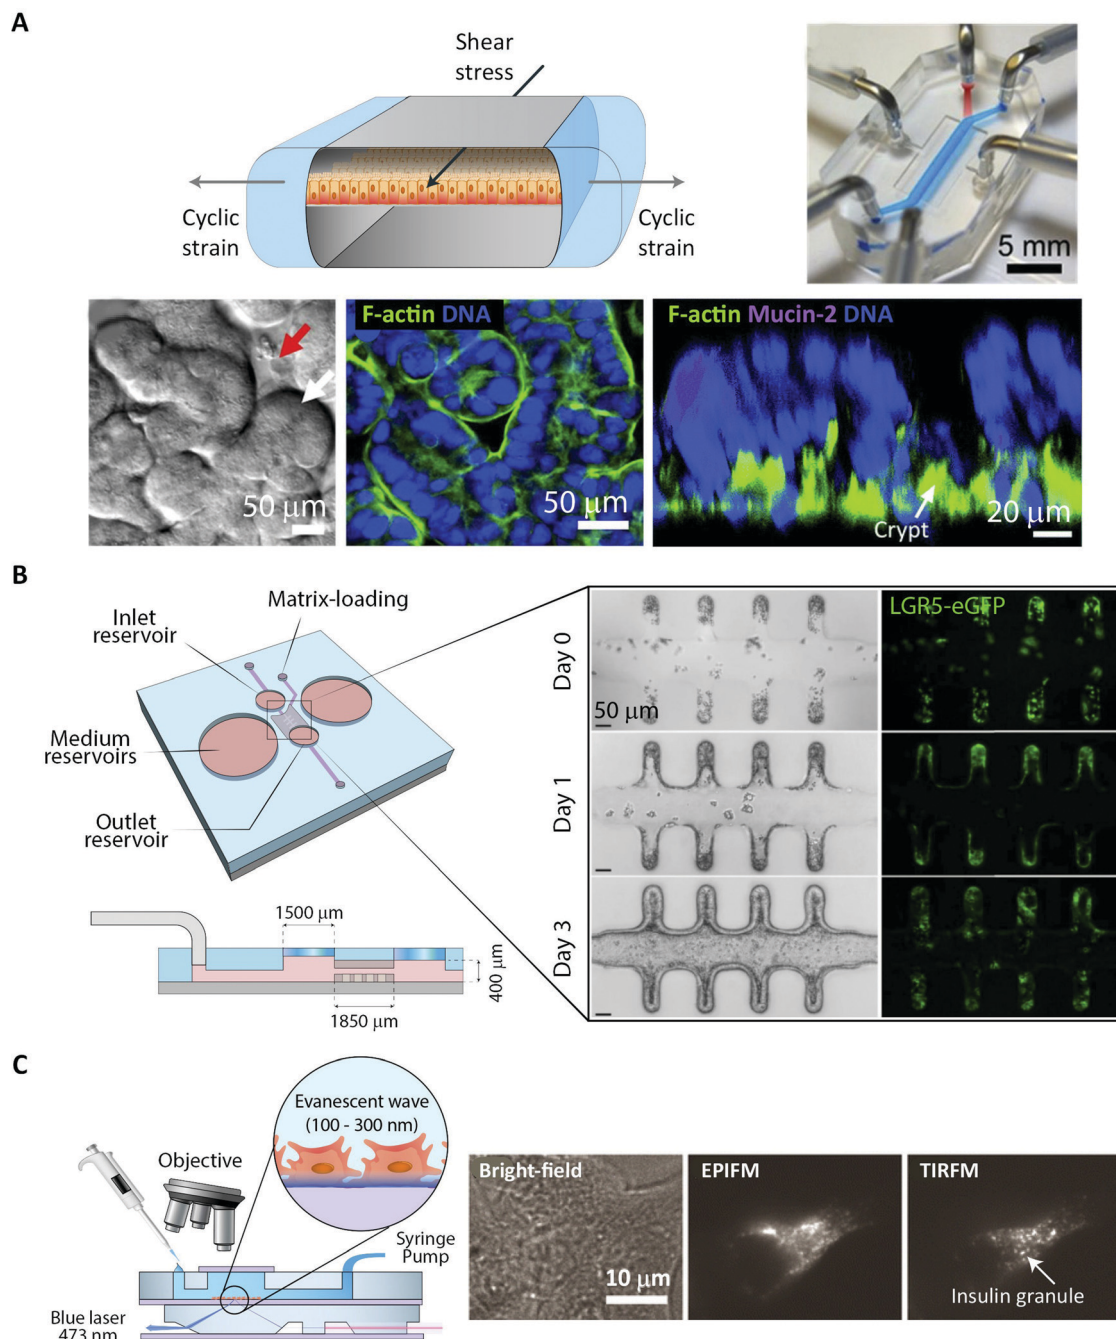 A
Shear
stress
Cyclic
strain
Cyclic
strain
5 mm
50 µm
F-actin DNA
50 µm
F-actin Mucin-2 DNA
Crypt
20 µm
B
Inlet
reservoir
Matrix-loading
Medium
reservoirs
Outlet
reservoir
1500 µm
400 µm
1850 µm
Day 0
50 µm
LGR5-eGFP
Day 1
Day 3
C
Evanescent wave
(100 - 300 nm)
Objective
Syringe
Pump
Blue laser
473 nm
Bright-field
10 µm
EPIFM
TIRFM
Insulin granule